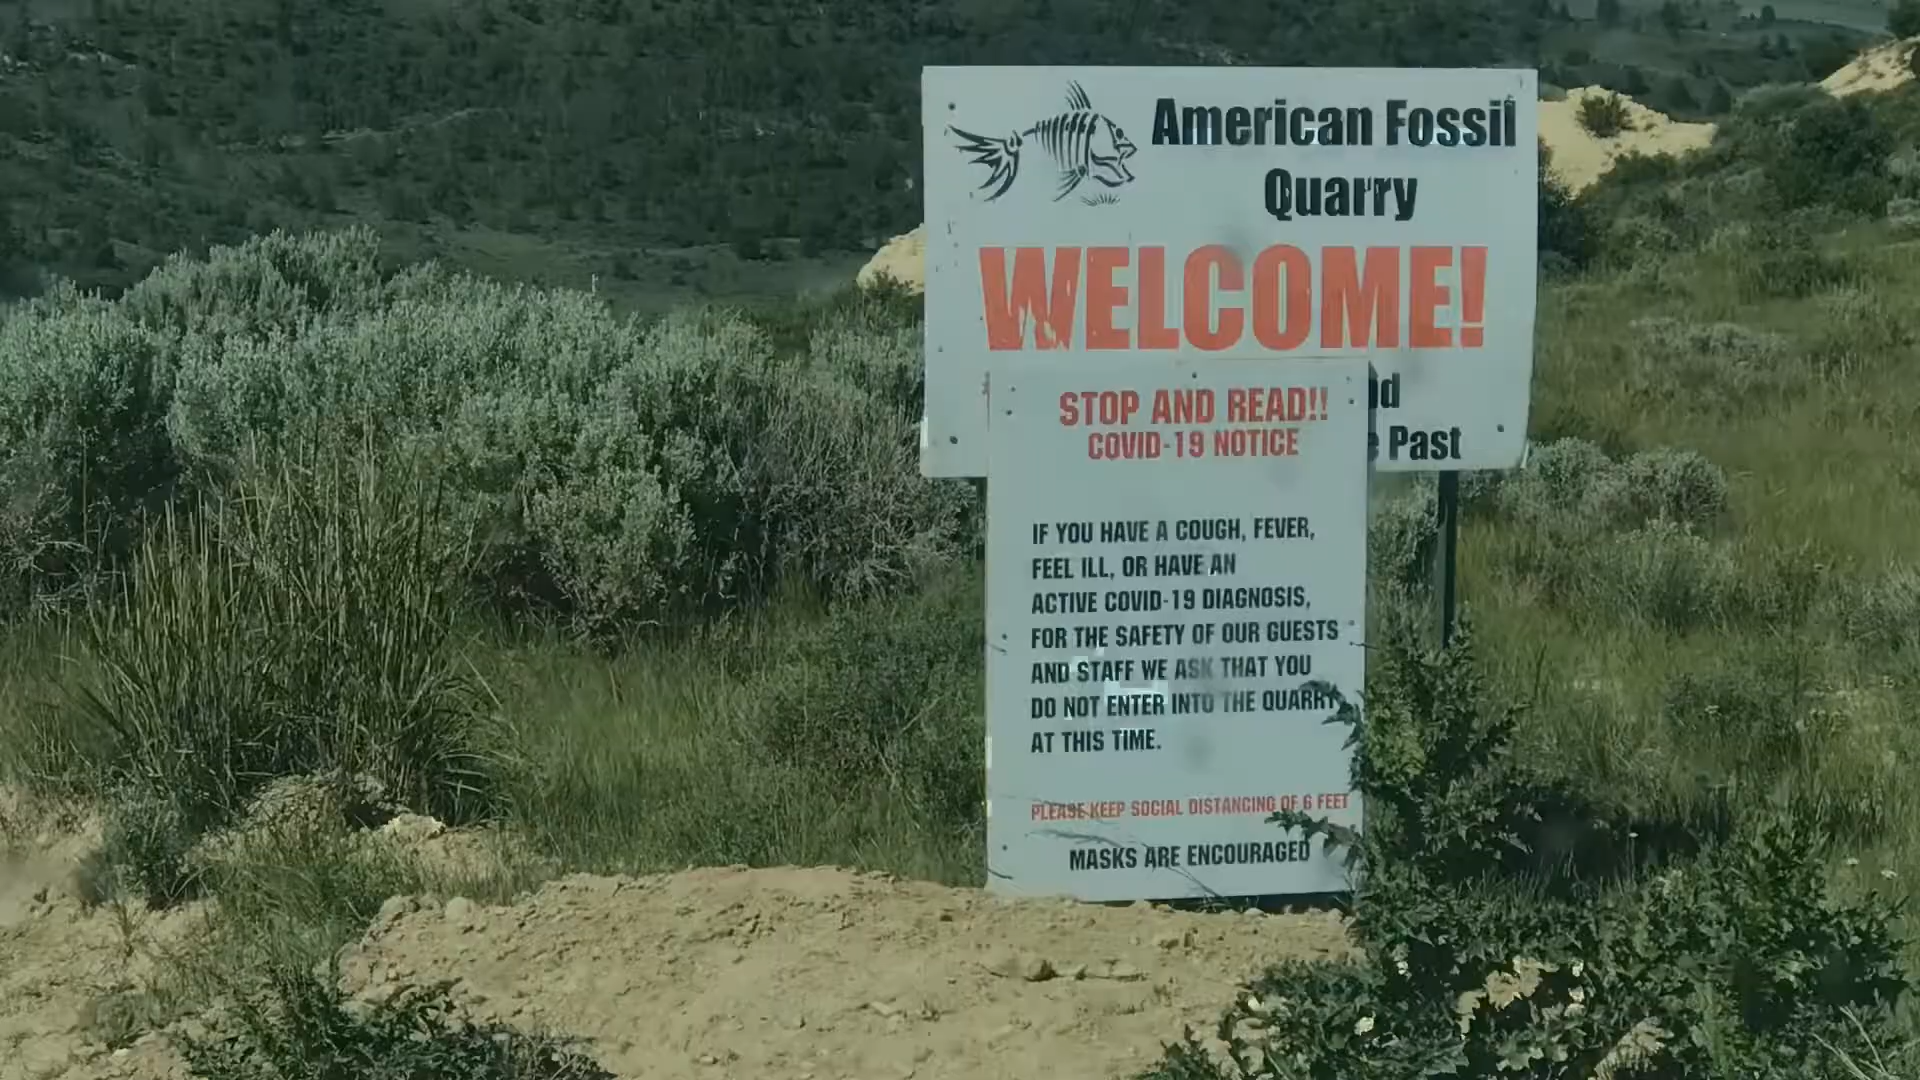 American Fossil
Quarry
WELCOME!
Past
STOP AND READ!!
COVID-19 NOTICE
IF YOU HAVE A COUGH, FEVER,
FEEL ILL, OR HAVE AN
ACTIVE COVID-19 DIAGNOSIS,
FOR THE SAFETY OF OUR GUESTS
AND STAFF WE ASK THAT YOU
DO NOT ENTER INTO THE QUARRY
AT THIS TIME.
PLEASE KEEP SOCIAL DISTANCING OF 6 FEET
MASKS ARE ENCOURAGED